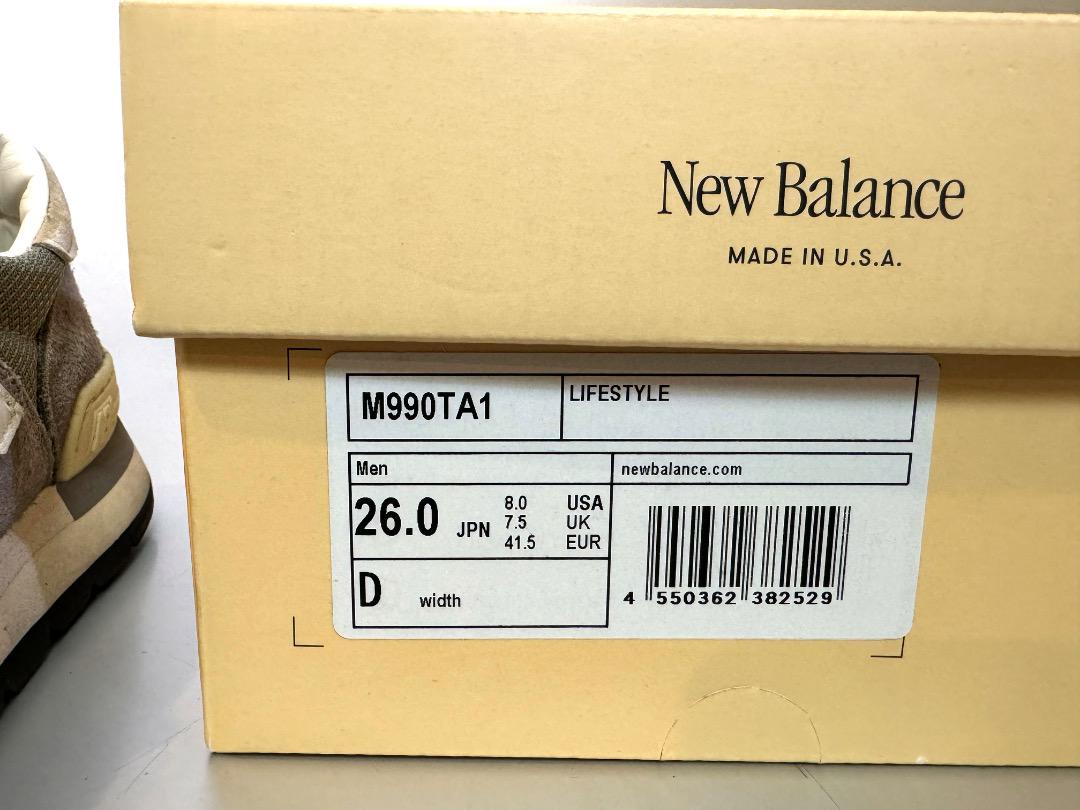 New Balance
MADE IN U.S.A.
M990TA1
LIFESTYLE
Men
newbalance.com
26.0 JPN
8.0 USA
7.5 UK
41.5 EUR
D width
4 550362 382529